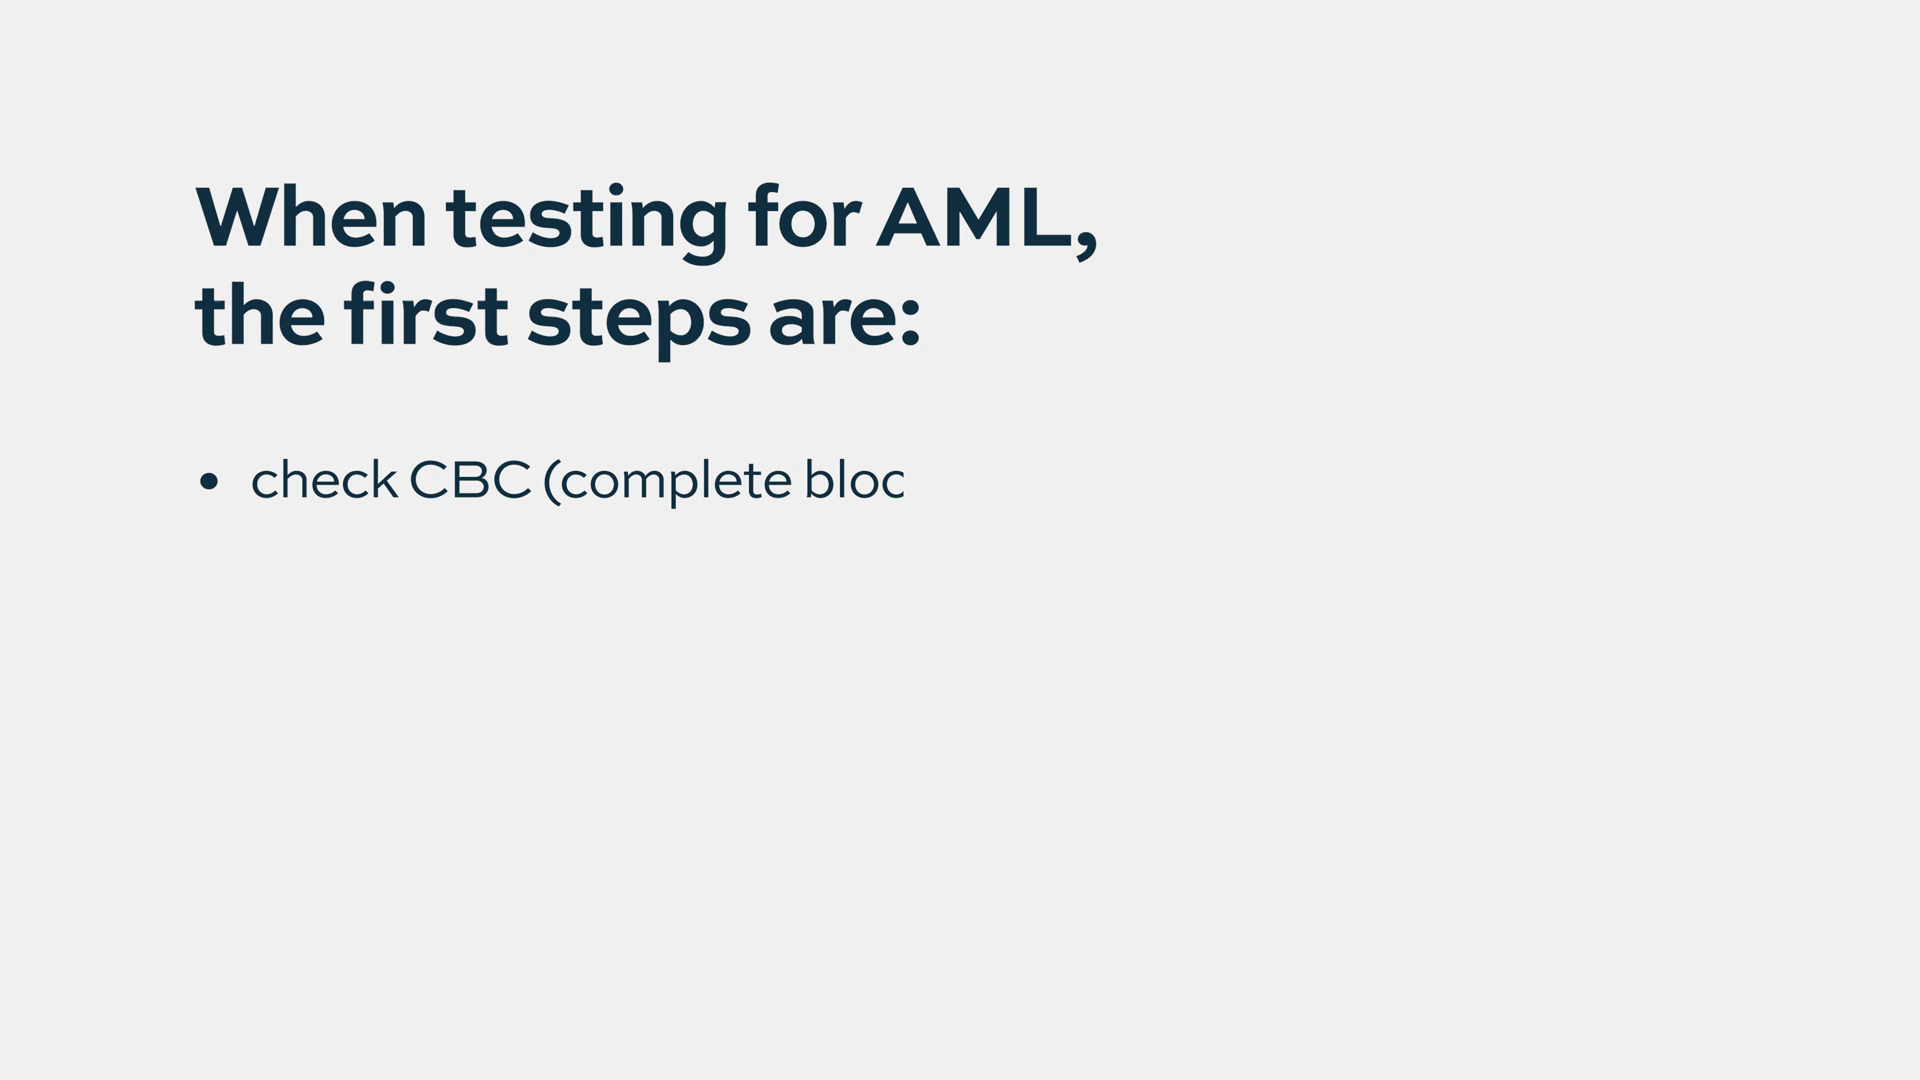 When testing for AML,
the first steps are:
• check CBC (complete bloc